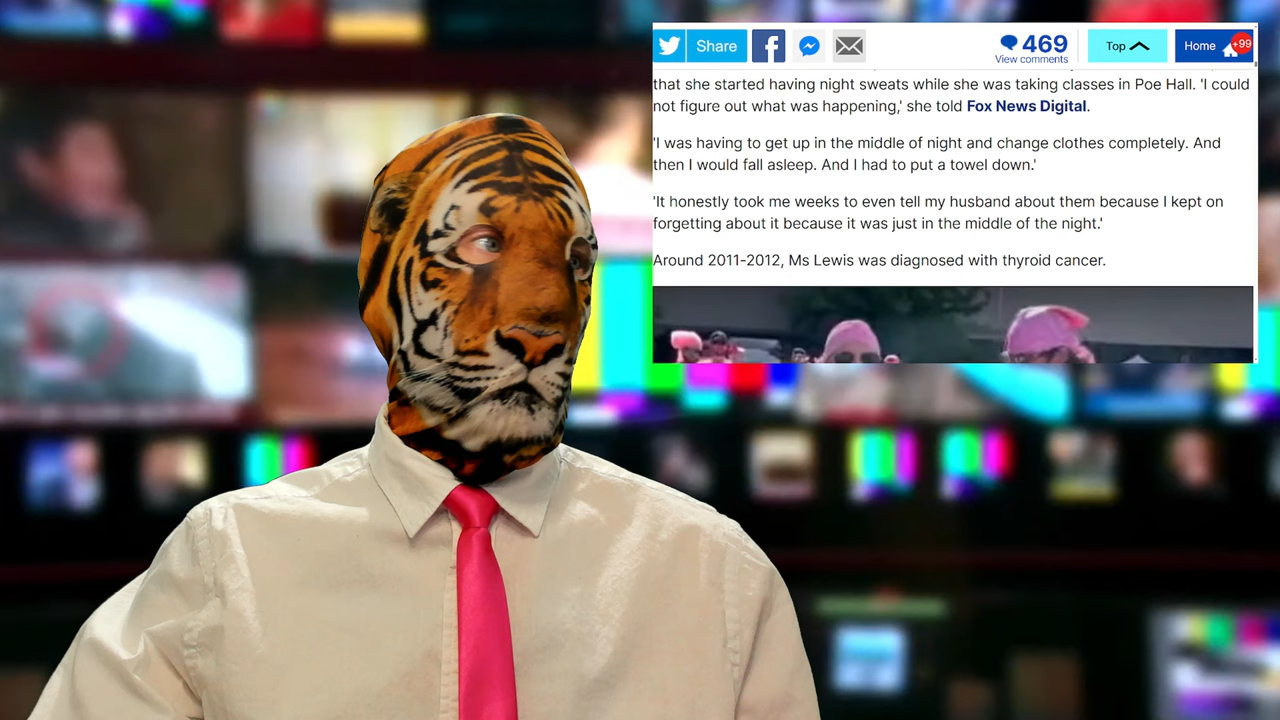 Share
469
View comments
Top
Home
+99
that she started having night sweats while she was taking classes in Poe Hall. 'I could
not figure out what was happening,' she told Fox News Digital.
'I was having to get up in the middle of night and change clothes completely. And
then I would fall asleep. And I had to put a towel down.'
'It honestly took me weeks to even tell my husband about them because I kept on
forgetting about it because it was just in the middle of the night.'
Around 2011-2012, Ms Lewis was diagnosed with thyroid cancer.